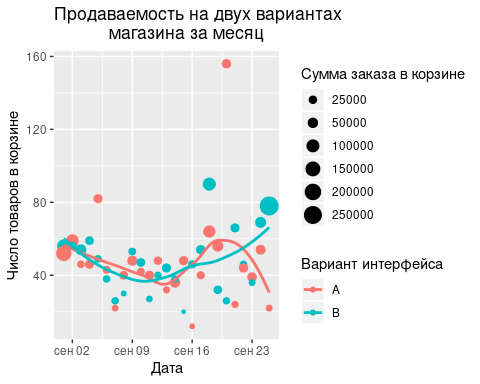 Продаваемость на двух вариантах
магазина за месяц
Число товаров в корзине
160
120
80
40
сен 02
сен 09
сен 16
сен 23
Дата
Сумма заказа в корзине
25000
50000
100000
150000
200000
250000
Вариант интерфейса
A
B